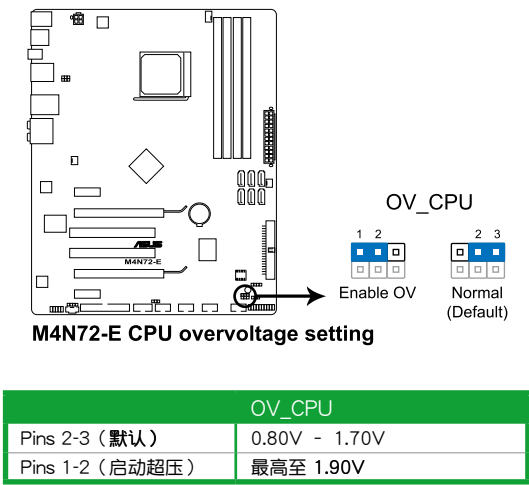 OV_CPU
1 2
2 3
Enable OV
Normal
(Default)
ASUS
M4N72-E
M4N72-E CPU overvoltage setting
OV_CPU
Pins 2-3（默认） 0.80V - 1.70V
Pins 1-2（启动超压） 最高至 1.90V